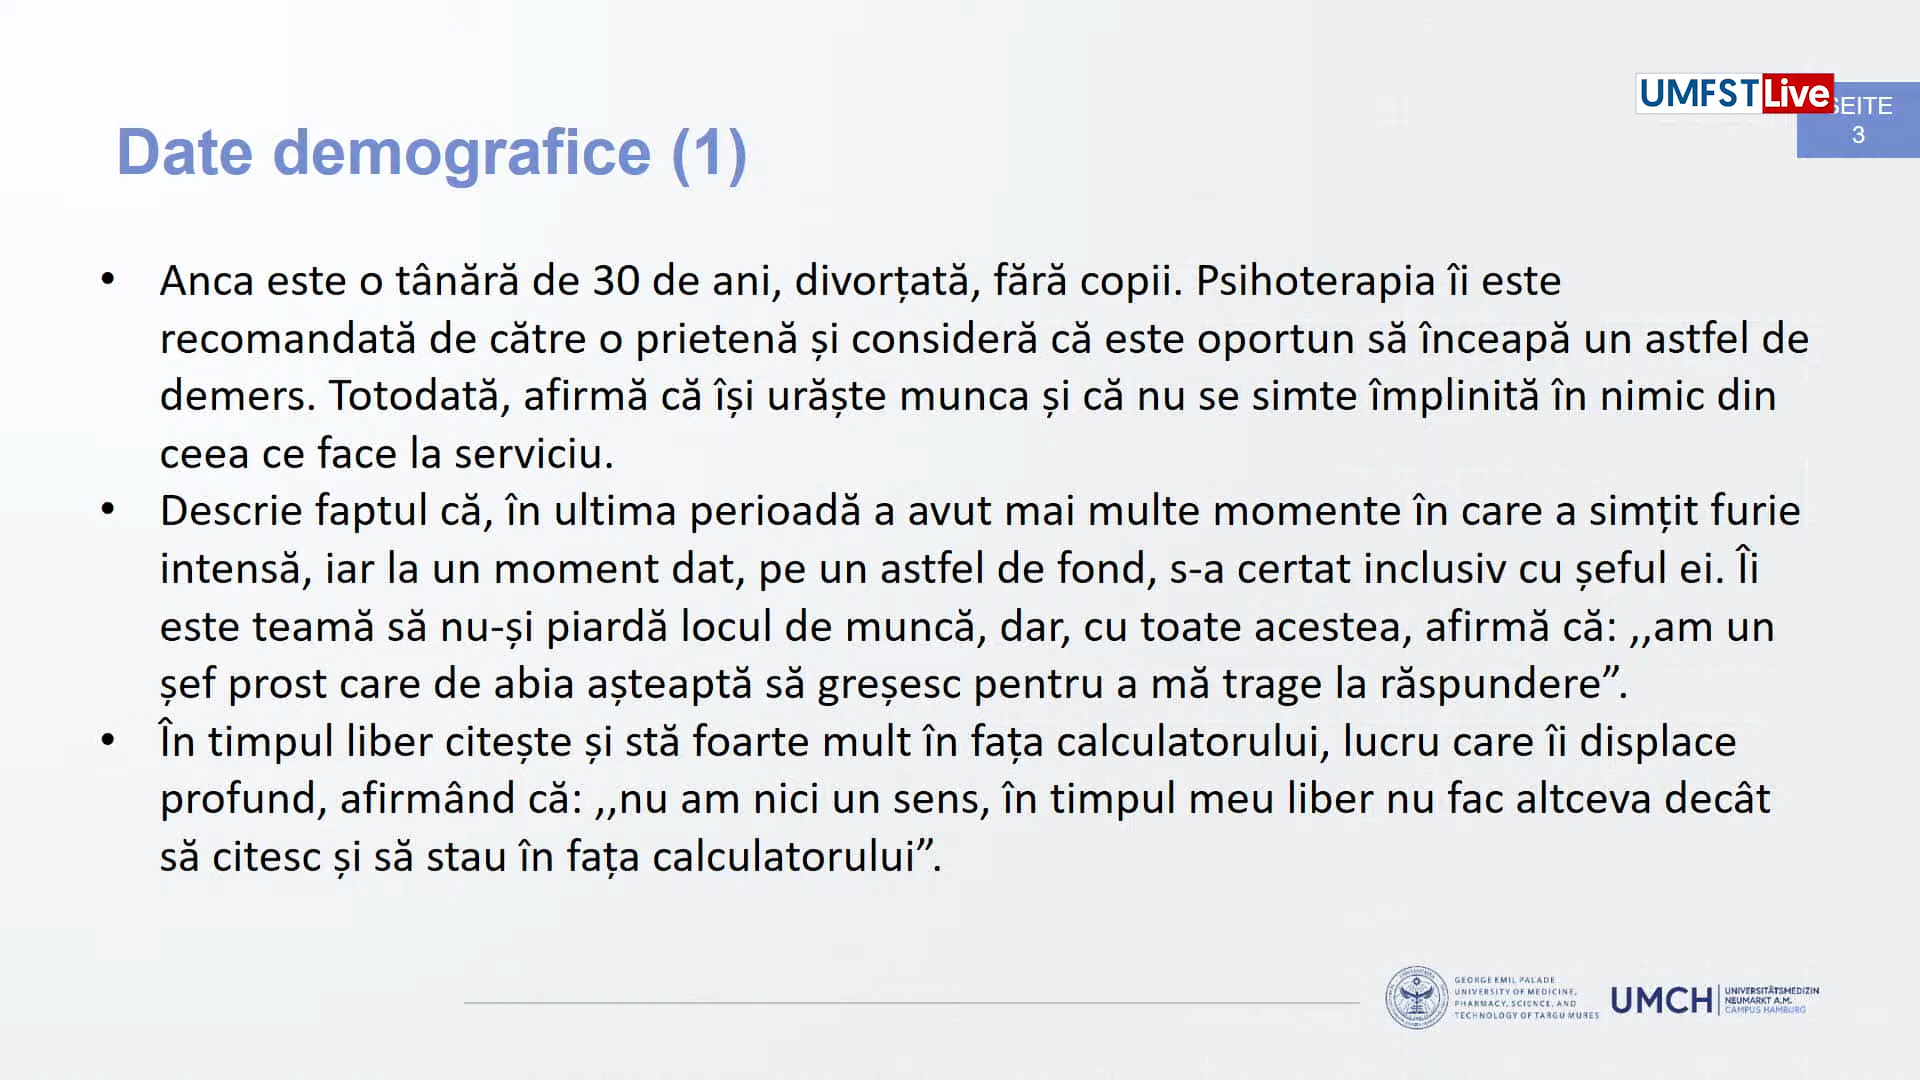 UMFST Live
SEITE
3
Date demografice (1)
• Anca este o tânără de 30 de ani, divorțată, fără copii. Psihoterapia îi este
recomandată de către o prietenă și consideră că este oportun să înceapă un astfel de
demers. Totodată, afirmă că își urăște munca și că nu se simte împlinită în nimic din
ceea ce face la serviciu.
• Descrie faptul că, în ultima perioadă a avut mai multe momente în care a simțit furie
intensă, iar la un moment dat, pe un astfel de fond, s-a certat inclusiv cu șeful ei. Îi
este teamă să nu-și piardă locul de muncă, dar, cu toate acestea, afirmă că: ,,am un
șef prost care de abia așteaptă să greșesc pentru a mă trage la răspundere”.
• În timpul liber citește și stă foarte mult în fața calculatorului, lucru care îi displace
profund, afirmând că: ,,nu am nici un sens, în timpul meu liber nu fac altceva decât
să citesc și să stau în fața calculatorului”.
GEORGE EMIL PALADE
UNIVERSITY OF MEDICINE,
PHARMACY, SCIENCE, AND
TECHNOLOGY OF TARGU MURES
UMCH
UNIVERSITÄTSMEDIZIN
NEUMARKT A.M.
CAMPUS HAMBURG